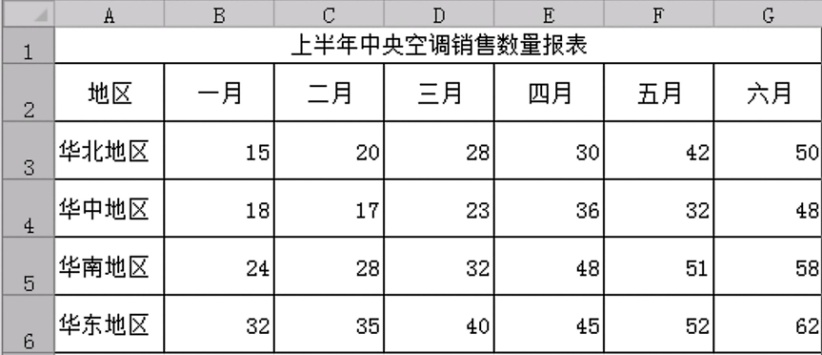 A B C D E F G
1 上半年中央空调销售数量报表
2 地区 一月 二月 三月 四月 五月 六月
3 华北地区 15 20 28 30 42 50
4 华中地区 18 17 23 36 32 48
5 华南地区 24 28 32 48 51 58
6 华东地区 32 35 40 45 52 62